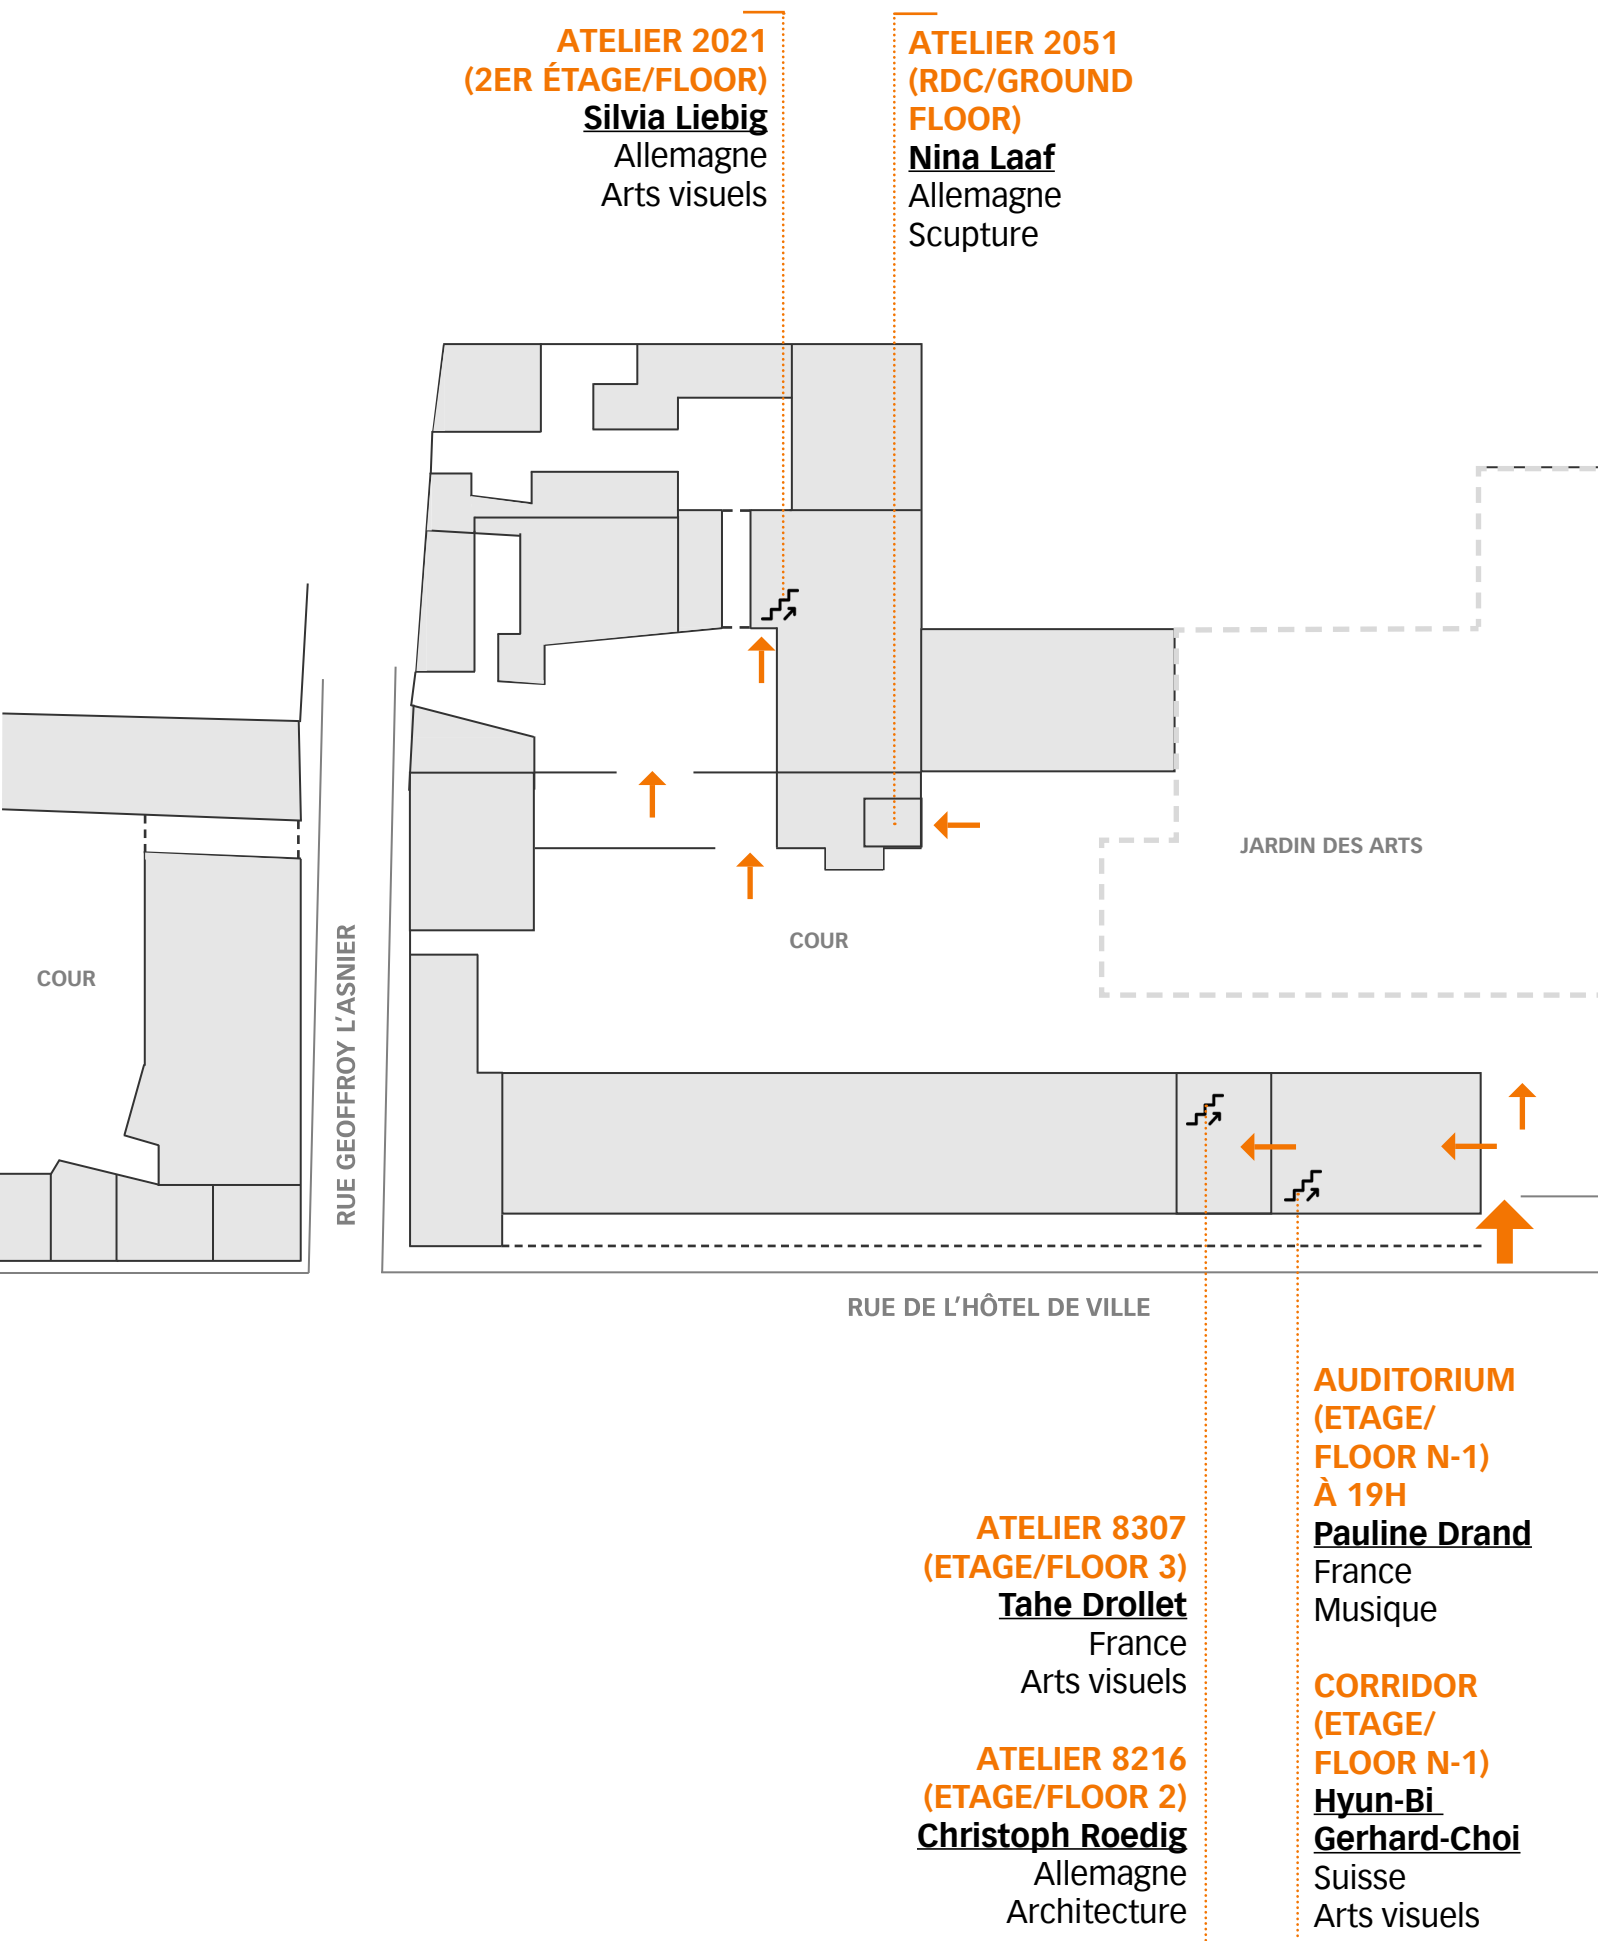 ATELIER 2021
(2ER ÉTAGE/FLOOR)
Silvia Liebig
Allemagne
Arts visuels
ATELIER 2051
(RDC/GROUND
FLOOR)
Nina Laaf
Allemagne
Scupture
JARDIN DES ARTS
COUR
COUR
RUE GEOFFROY L'ASNIER
RUE DE L'HÔTEL DE VILLE
ATELIER 8307
(ETAGE/FLOOR 3)
Tahe Drollet
France
Arts visuels
ATELIER 8216
(ETAGE/FLOOR 2)
Christoph Roedig
Allemagne
Architecture
AUDITORIUM
(ETAGE/
FLOOR N-1)
À 19H
Pauline Drand
France
Musique
CORRIDOR
(ETAGE/
FLOOR N-1)
Hyun-Bi
Gerhard-Choi
Suisse
Arts visuels